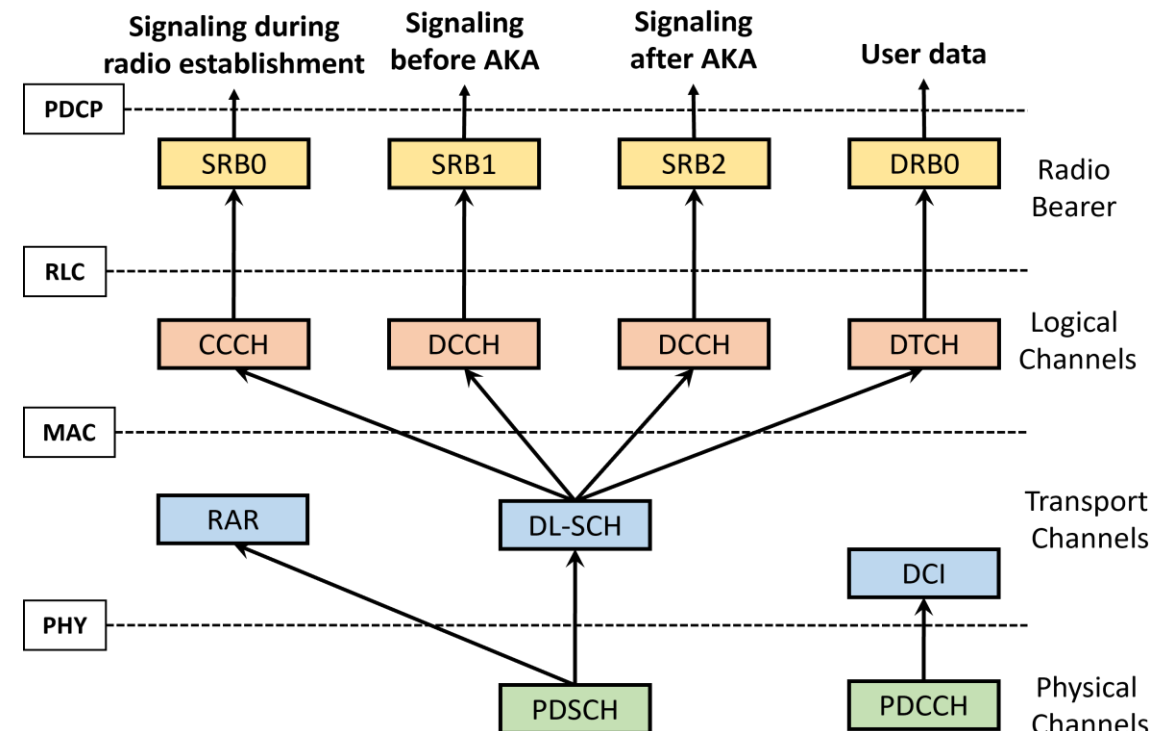 Signaling during
radio establishment
Signaling
before AKA
Signaling
after AKA
User data
PDCP
SRB0
SRB1
SRB2
DRB0
Radio
Bearer
RLC
CCCH
DCCH
DCCH
DTCH
Logical
Channels
MAC
RAR
DL-SCH
Transport
Channels
DCI
PHY
PDSCH
PDCCH
Physical
Channels